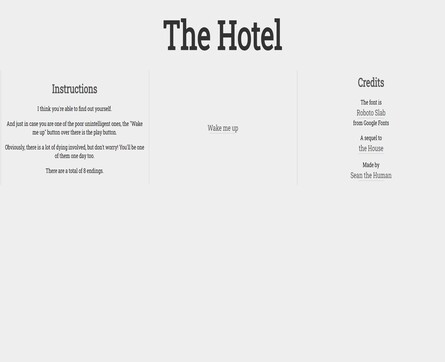 The Hotel
Instructions
I think you're able to find out yourself.
And just in case you are one of the poor unintelligent ones, the "Wake
me up" button over there is the play button.
Obviously, there is a lot of dying involved, but don't worry! You'll be one
of them one day too.
There are a total of 8 endings.
Wake me up
Credits
The font is
Roboto Slab
from Google Fonts
A sequel to
the House
Made by
Sean the Human